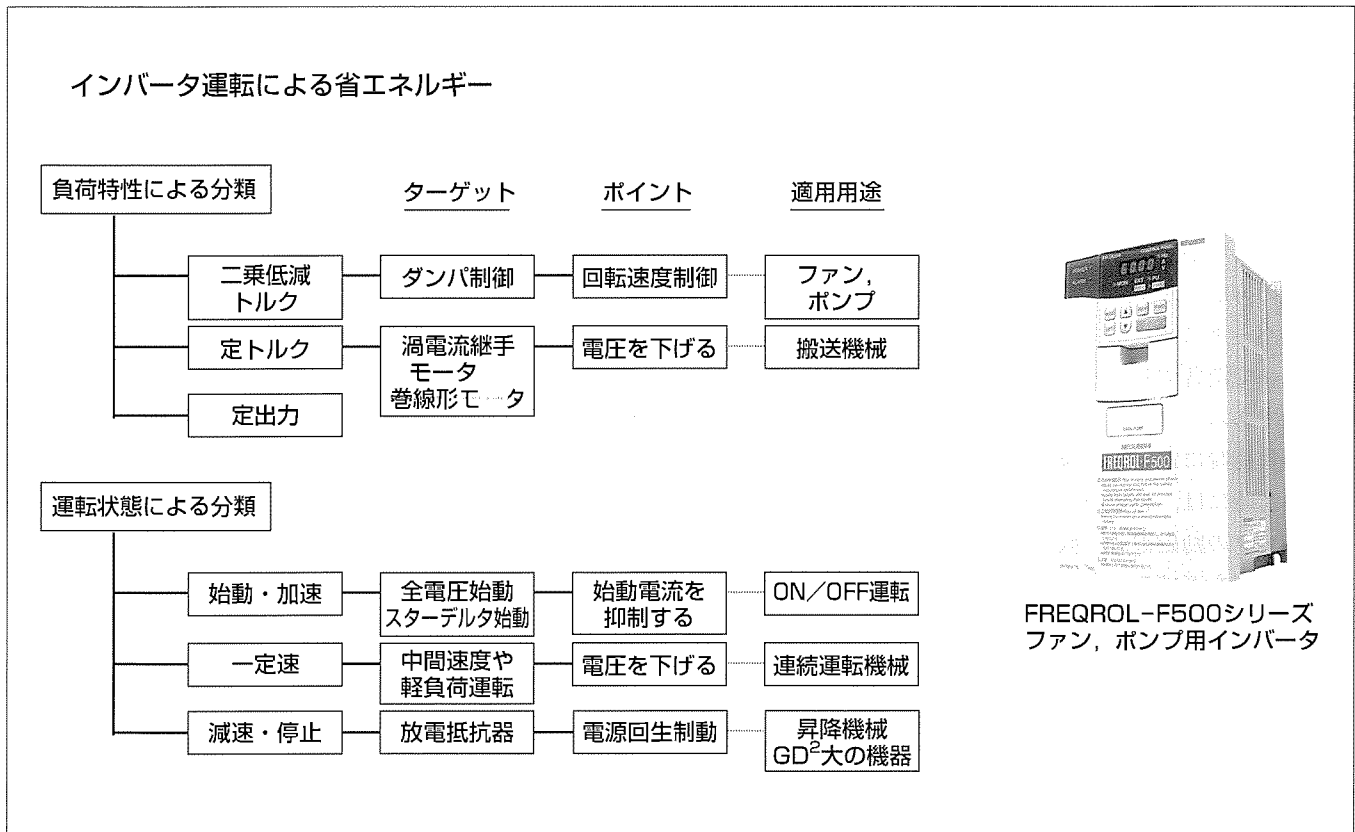 インバータ運転による省エネルギー
負荷特性による分類
ターゲット
ポイント
適用用途
二乗低減
トルク
ダンパ制御
回転速度制御
ファン，
ポンプ
定トルク
渦電流継手
モータ
巻線形モータ
電圧を下げる
搬送機械
定出力
運転状態による分類
始動・加速
全電圧始動
スターデルタ始動
始動電流を
抑制する
ON／OFF運転
一定速
中間速度や
軽負荷運転
電圧を下げる
連続運転機械
減速・停止
放電抵抗器
電源回生制動
昇降機械
GD²大の機器
FREQROL-F500
FREQROL-F500シリーズ
ファン，ポンプ用インバータ